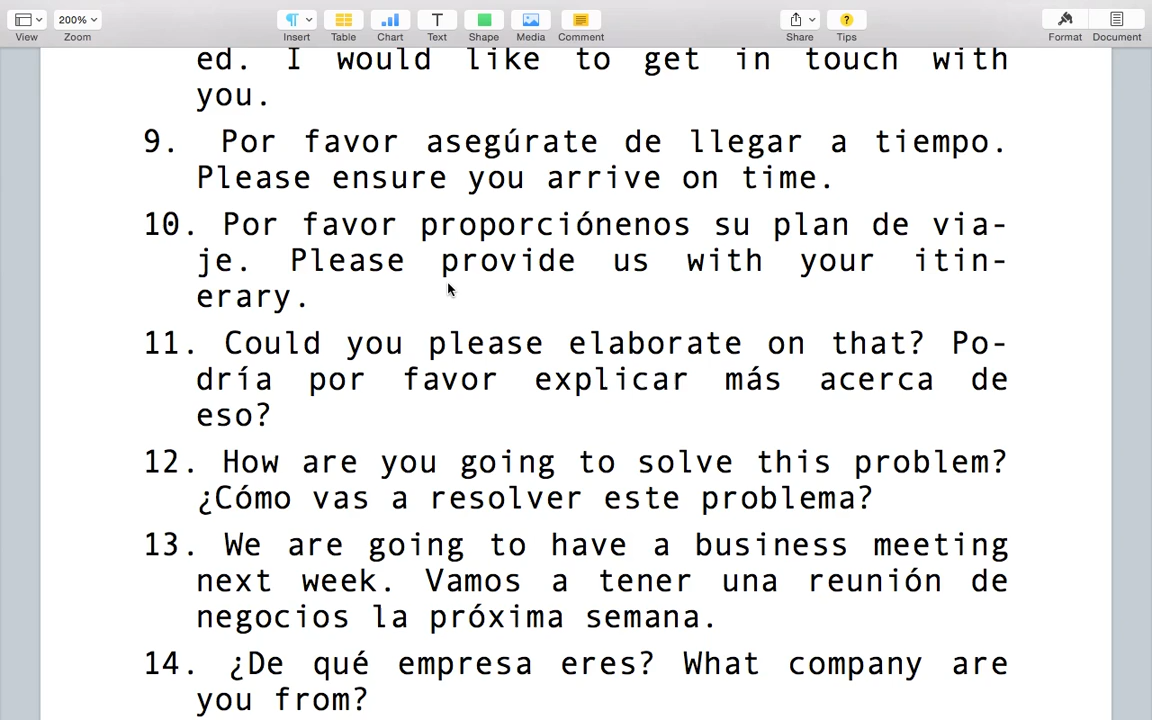 View
200%
Zoom
Insert
Table
Chart
Text
Shape
Media
Comment
Share
Tips
Format
Document
ed. I would like to get in touch with
you.
9. Por favor asegúrate de llegar a tiempo.
Please ensure you arrive on time.
10. Por favor proporciónenos su plan de via-
je. Please provide us with your itin-
erary.
11. Could you please elaborate on that? Po-
dría por favor explicar más acerca de
eso?
12. How are you going to solve this problem?
¿Cómo vas a resolver este problema?
13. We are going to have a business meeting
next week. Vamos a tener una reunión de
negocios la próxima semana.
14. ¿De qué empresa eres? What company are
you from?